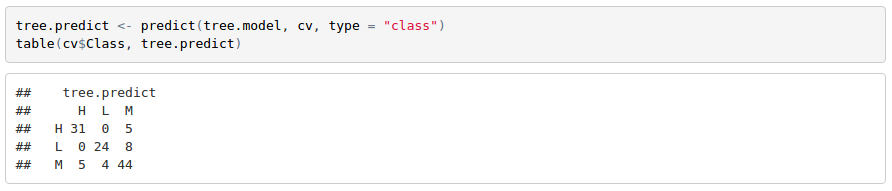 tree.predict <- predict(tree.model, cv, type = "class")
table(cv$Class, tree.predict)
##    tree.predict
##      H  L  M
##   H 31  0  5
##   L  0 24  8
##   M  5  4 44